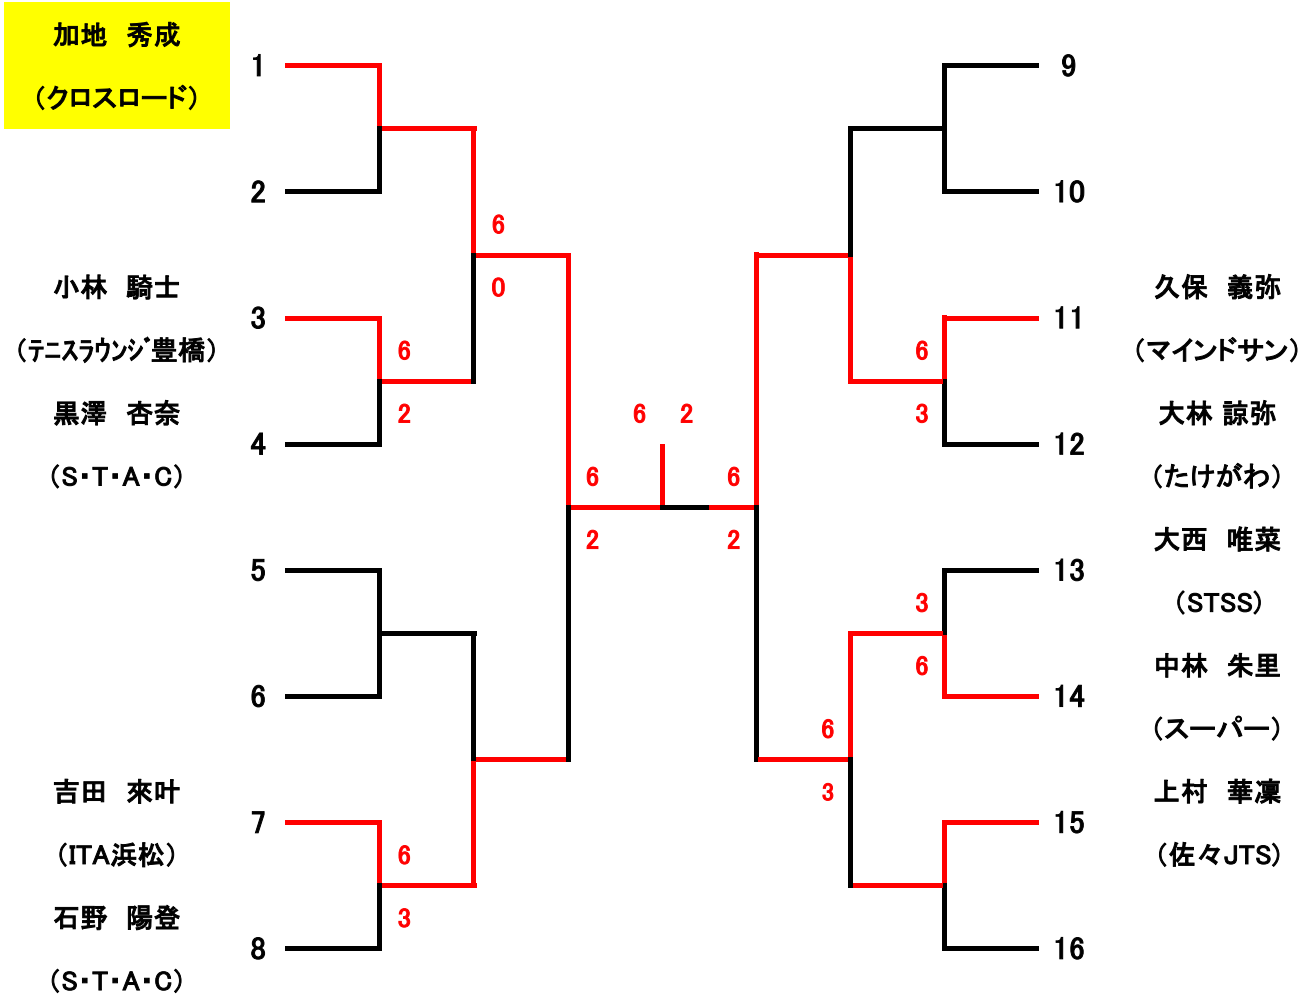 加地　秀成
1
（クロスロード）
2
小林　騎士
3
（ﾃﾆｽﾗｳﾝｼﾞ豊橋）
黒澤　杏奈
4
（S・T・A・C）
5
6
吉田　來叶
7
（ITA浜松）
石野　陽登
8
（S・T・A・C）
6
0
6
2
6
3
6
2
6 2
6
2
6
3
3
6
6
3
9
10
久保　義弥
11
（マインドサン）
大林 諒弥
12
（たけがわ）
大西　唯菜
13
（STSS）
中林　朱里
14
（スーパー）
上村　華凜
15
（佐々JTS）
16